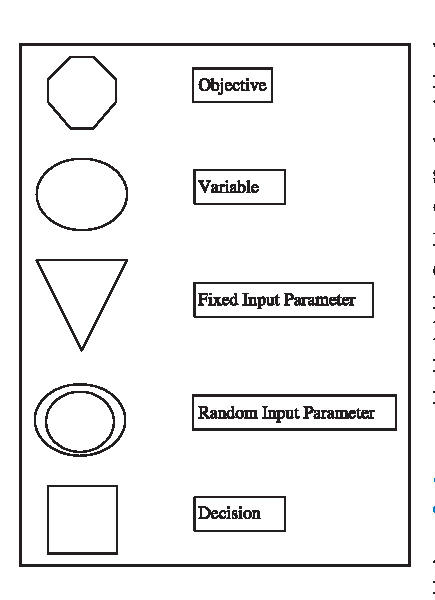 Objective
Variable
Fixed Input Parameter
Random Input Parameter
Decision